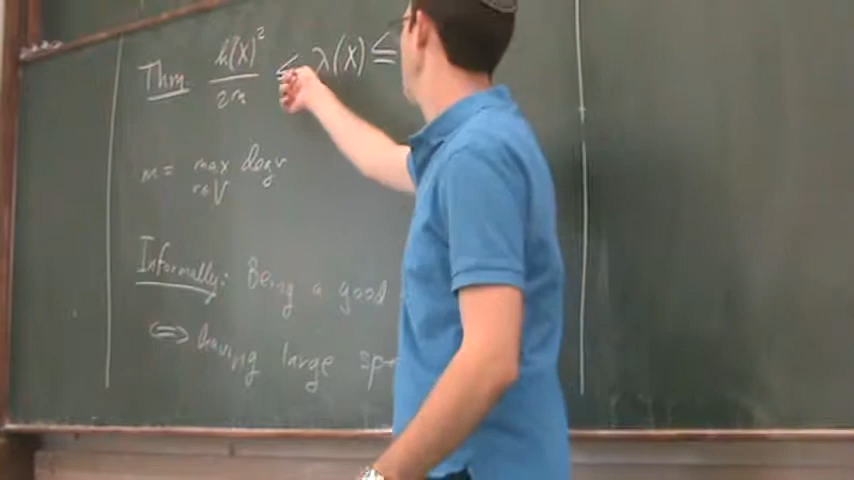 Thm. h(X)² / 2m ≤ λ(X) ≤
m = max deg v
v∈V
Informally: Being a good
⟺ having large spe